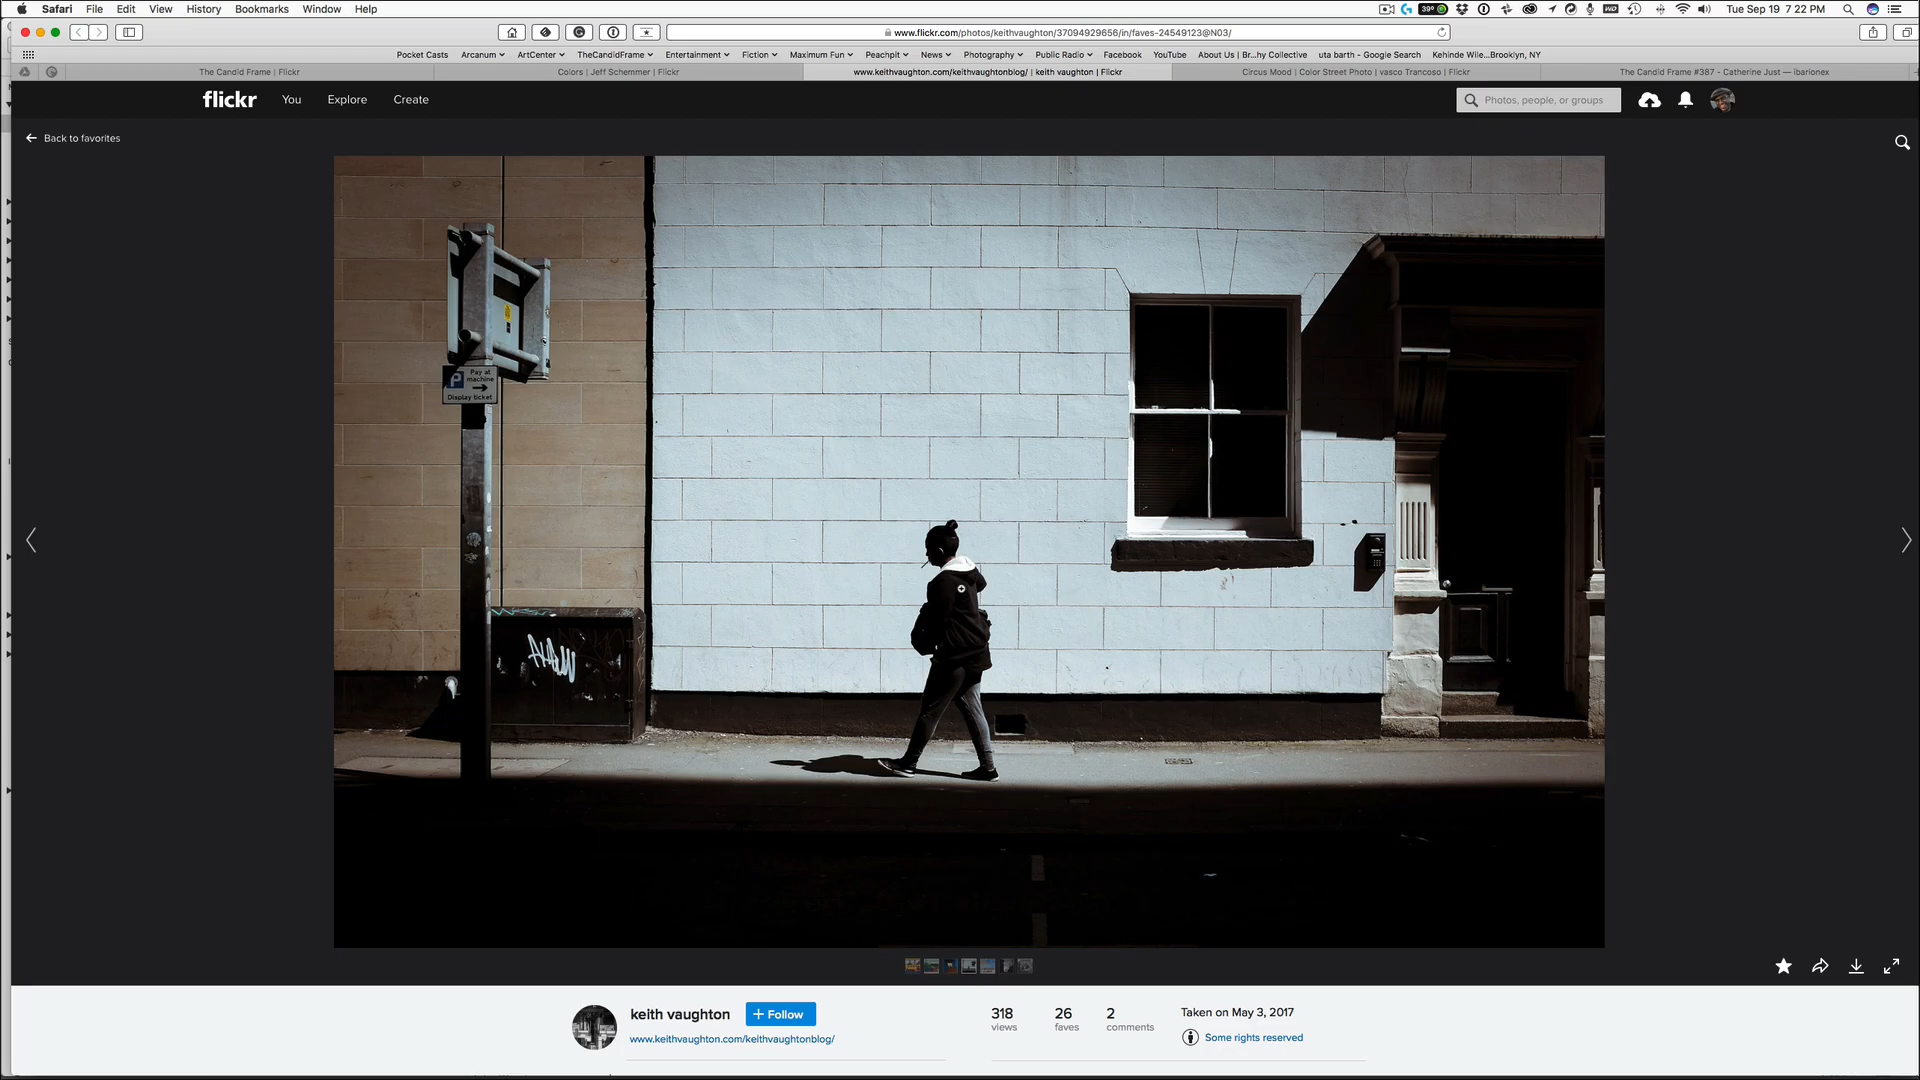 Safari File Edit View History Bookmarks Window Help
39° Tue Sep 19 7:22 PM
www.flickr.com/photos/keithvaughton/37094929656/in/faves-24549123@N03/
Pocket Casts Arcanum ArtCenter TheCandidFrame Entertainment Fiction Maximum Fun Peachpit News Photography Public Radio Facebook YouTube About Us | Br...hy Collective uta barth - Google Search Kehinde Wile...Brooklyn, NY
The Candid Frame | Flickr
Colors | Jeff Schemmer | Flickr
www.keithvaughton.com/keithvaughtonblog/ | keith vaughton | Flickr
Circus Mood | Color Street Photo | vasco Trancoso | Flickr
The Candid Frame #387 - Catherine Just — ibarionex
flickr You Explore Create
Photos, people, or groups
Back to favorites
P Pay at
machine
Display ticket
keith vaughton
+ Follow
www.keithvaughton.com/keithvaughtonblog/
318
views
26
faves
2
comments
Taken on May 3, 2017
Some rights reserved